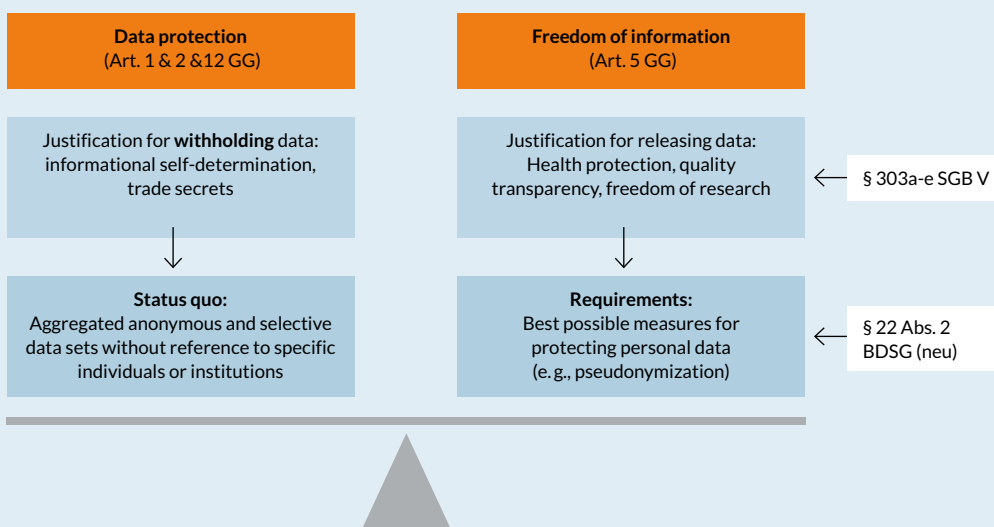 Data protection
(Art. 1 & 2 &12 GG)
Justification for withholding data:
informational self-determination,
trade secrets
Status quo:
Aggregated anonymous and selective
data sets without reference to specific
individuals or institutions
Freedom of information
(Art. 5 GG)
Justification for releasing data:
Health protection, quality
transparency, freedom of research
§ 303a-e SGB V
Requirements:
Best possible measures for
protecting personal data
(e. g., pseudonymization)
§ 22 Abs. 2
BDSG (neu)